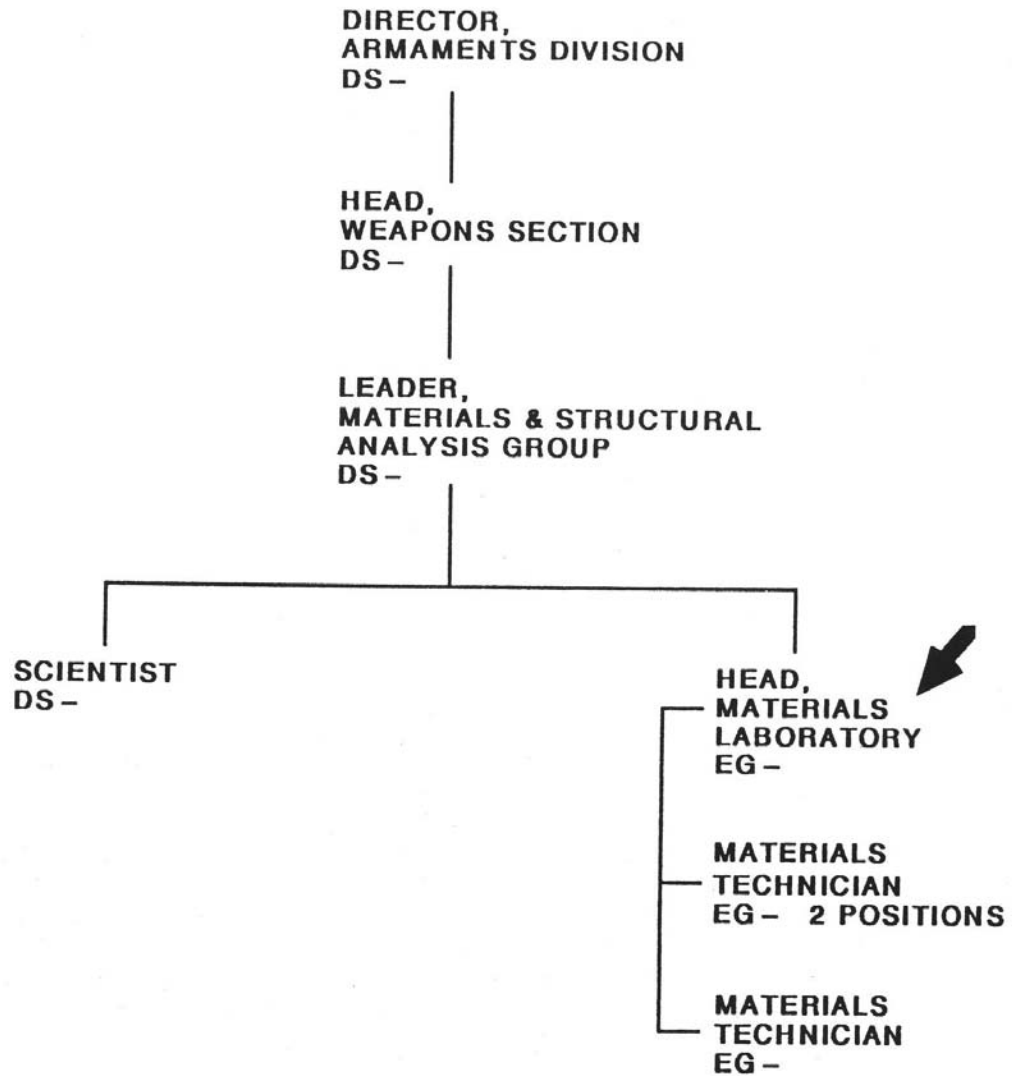 DIRECTOR,
ARMAMENTS DIVISION
DS –
HEAD,
WEAPONS SECTION
DS –
LEADER,
MATERIALS & STRUCTURAL
ANALYSIS GROUP
DS –
SCIENTIST
DS –
HEAD,
MATERIALS
LABORATORY
EG –
MATERIALS
TECHNICIAN
EG – 2 POSITIONS
MATERIALS
TECHNICIAN
EG –